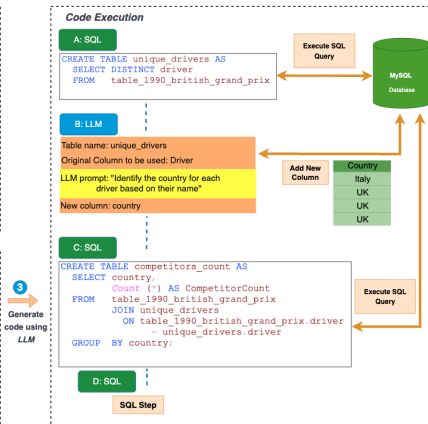 Code Execution
A: SQL
CREATE TABLE unique_drivers AS
SELECT DISTINCT driver
FROM table_1990_british_grand_prix
Execute SQL
Query
MySQL
Database
B: LLM
Table name: unique_drivers
Original Column to be used: Driver
LLM prompt: "Identify the country for each
driver based on their name"
New column: country
Add New
Column
Country
Italy
UK
UK
UK
C: SQL
CREATE TABLE competitors_count AS
SELECT country,
Count (*) AS CompetitorCount
FROM table_1990_british_grand_prix
JOIN unique_drivers
ON table_1990_british_grand_prix.driver
= unique_drivers.driver
GROUP BY country;
Execute SQL
Query
3
Generate
code using
LLM
D: SQL
SQL Step